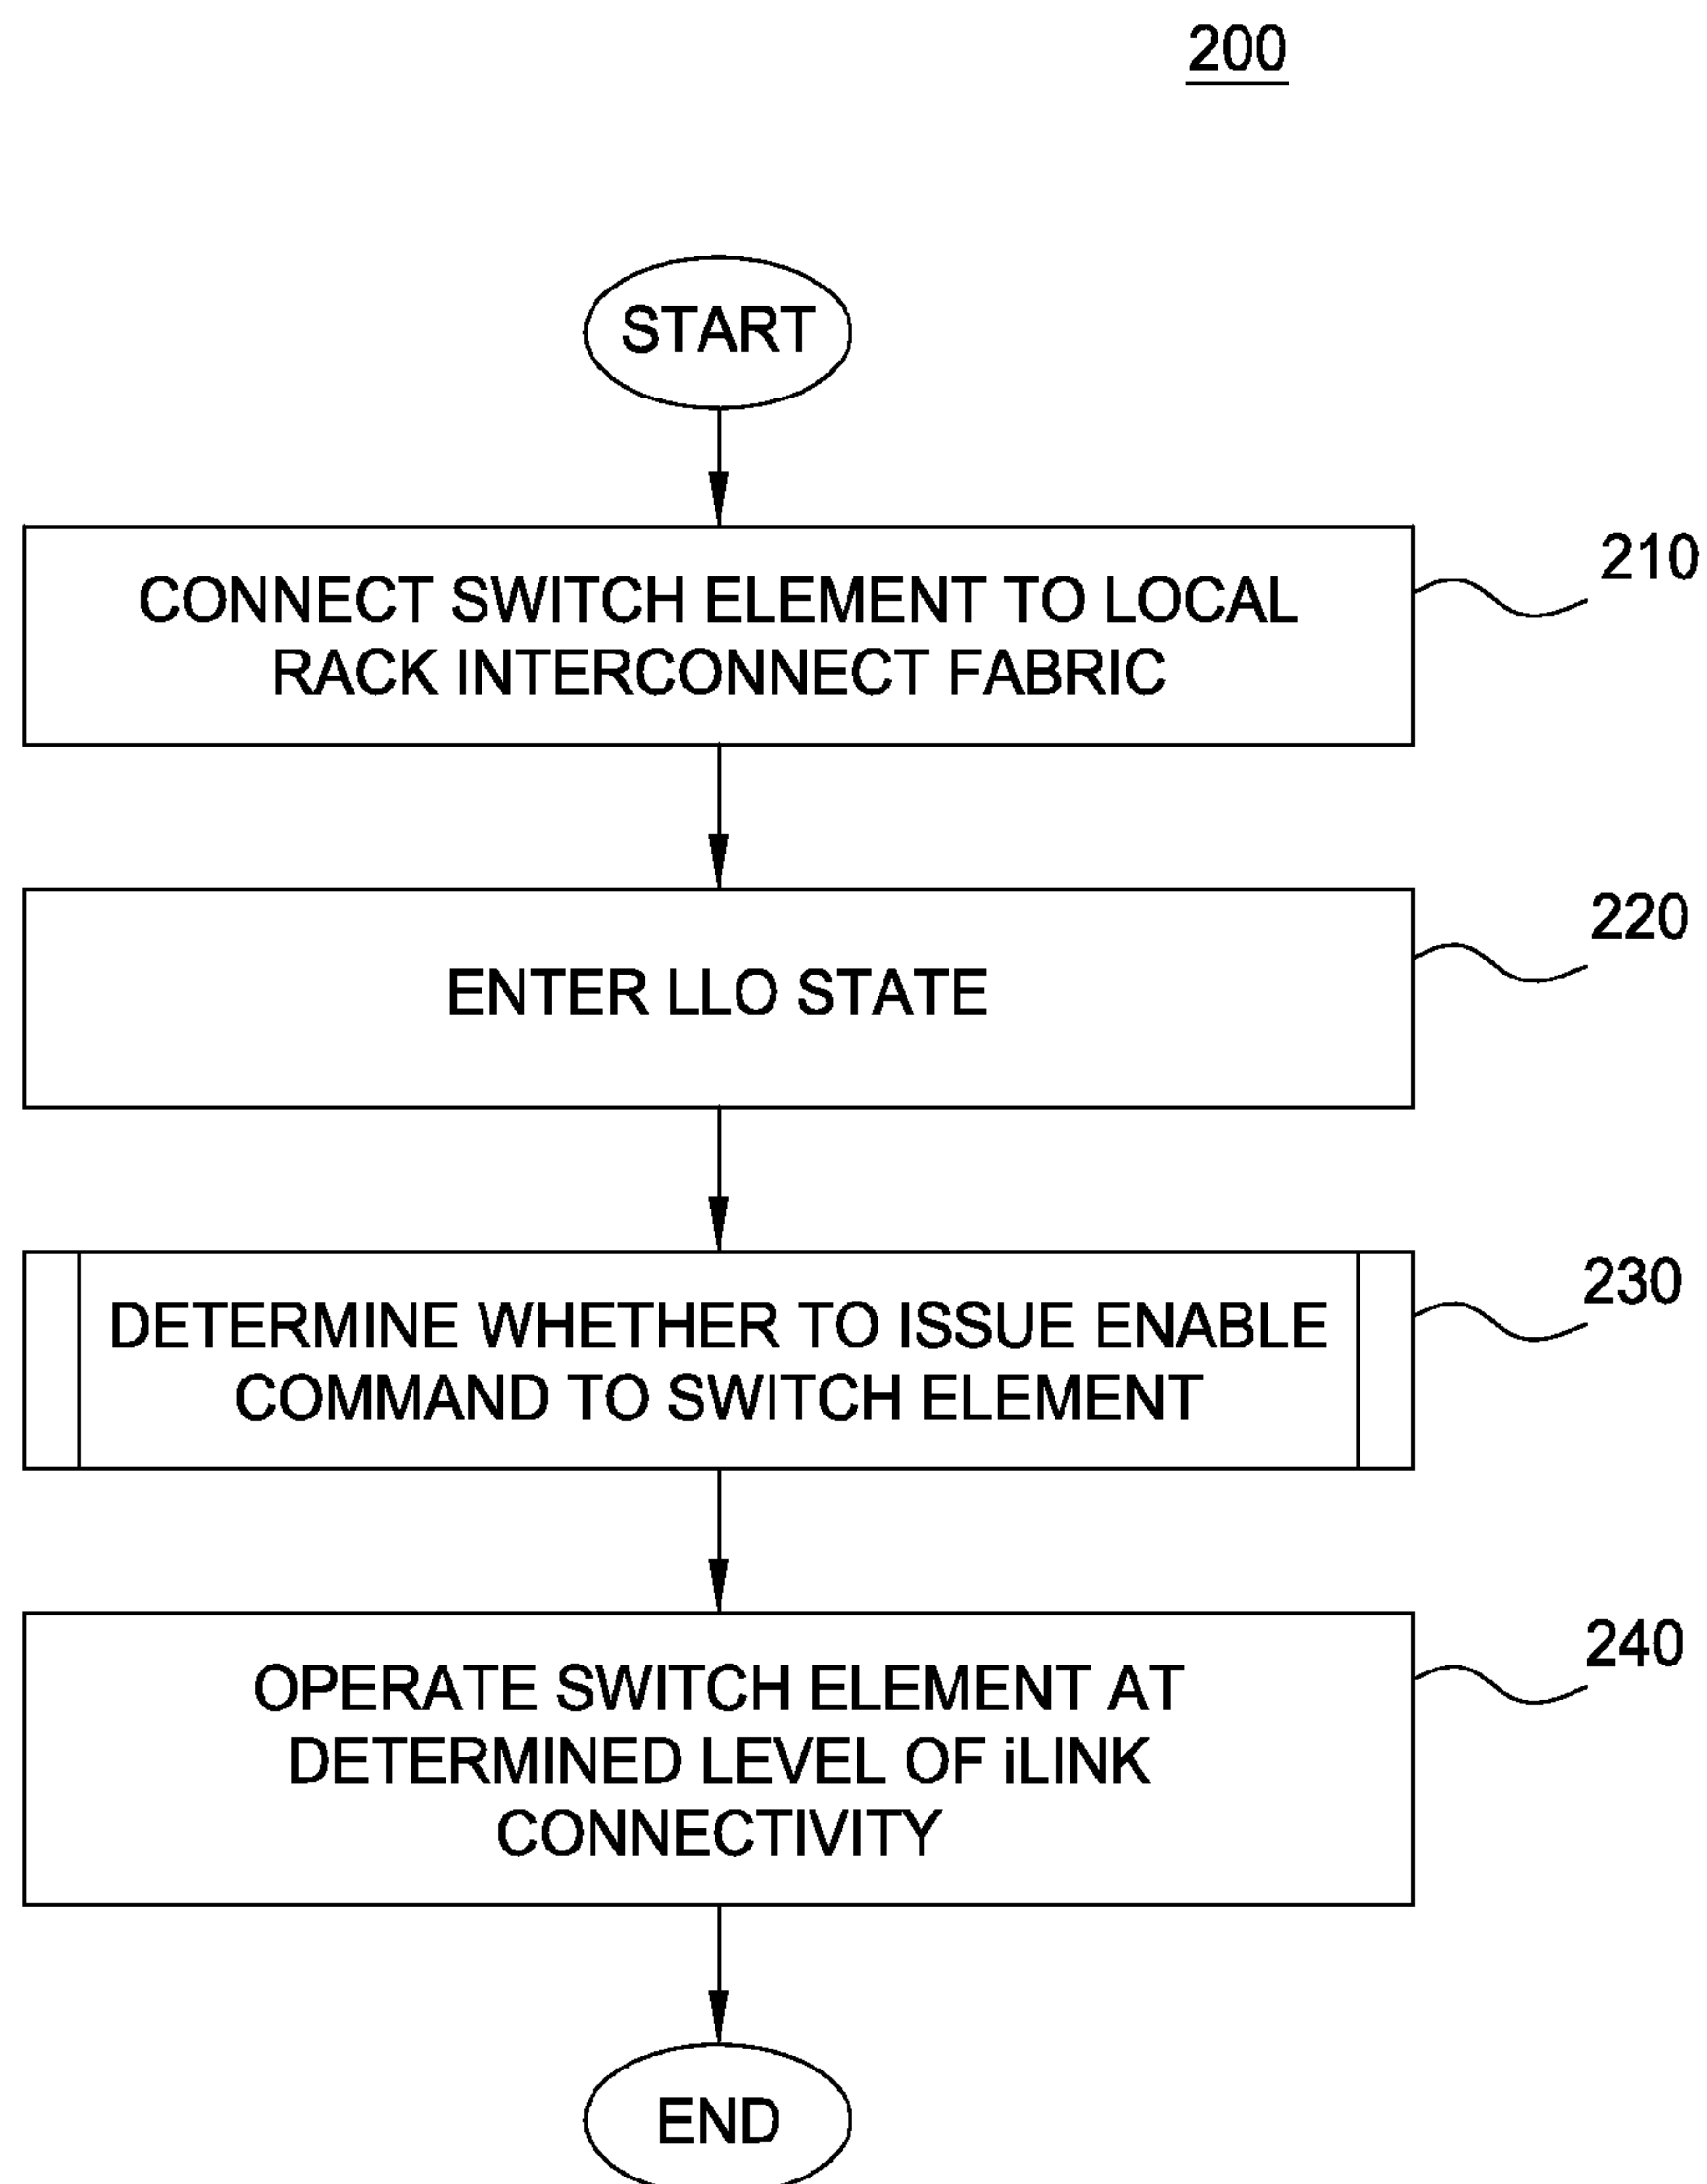 200
START
CONNECT SWITCH ELEMENT TO LOCAL
RACK INTERCONNECT FABRIC
210
ENTER LLO STATE
220
DETERMINE WHETHER TO ISSUE ENABLE
COMMAND TO SWITCH ELEMENT
230
OPERATE SWITCH ELEMENT AT
DETERMINED LEVEL OF iLINK
CONNECTIVITY
240
END